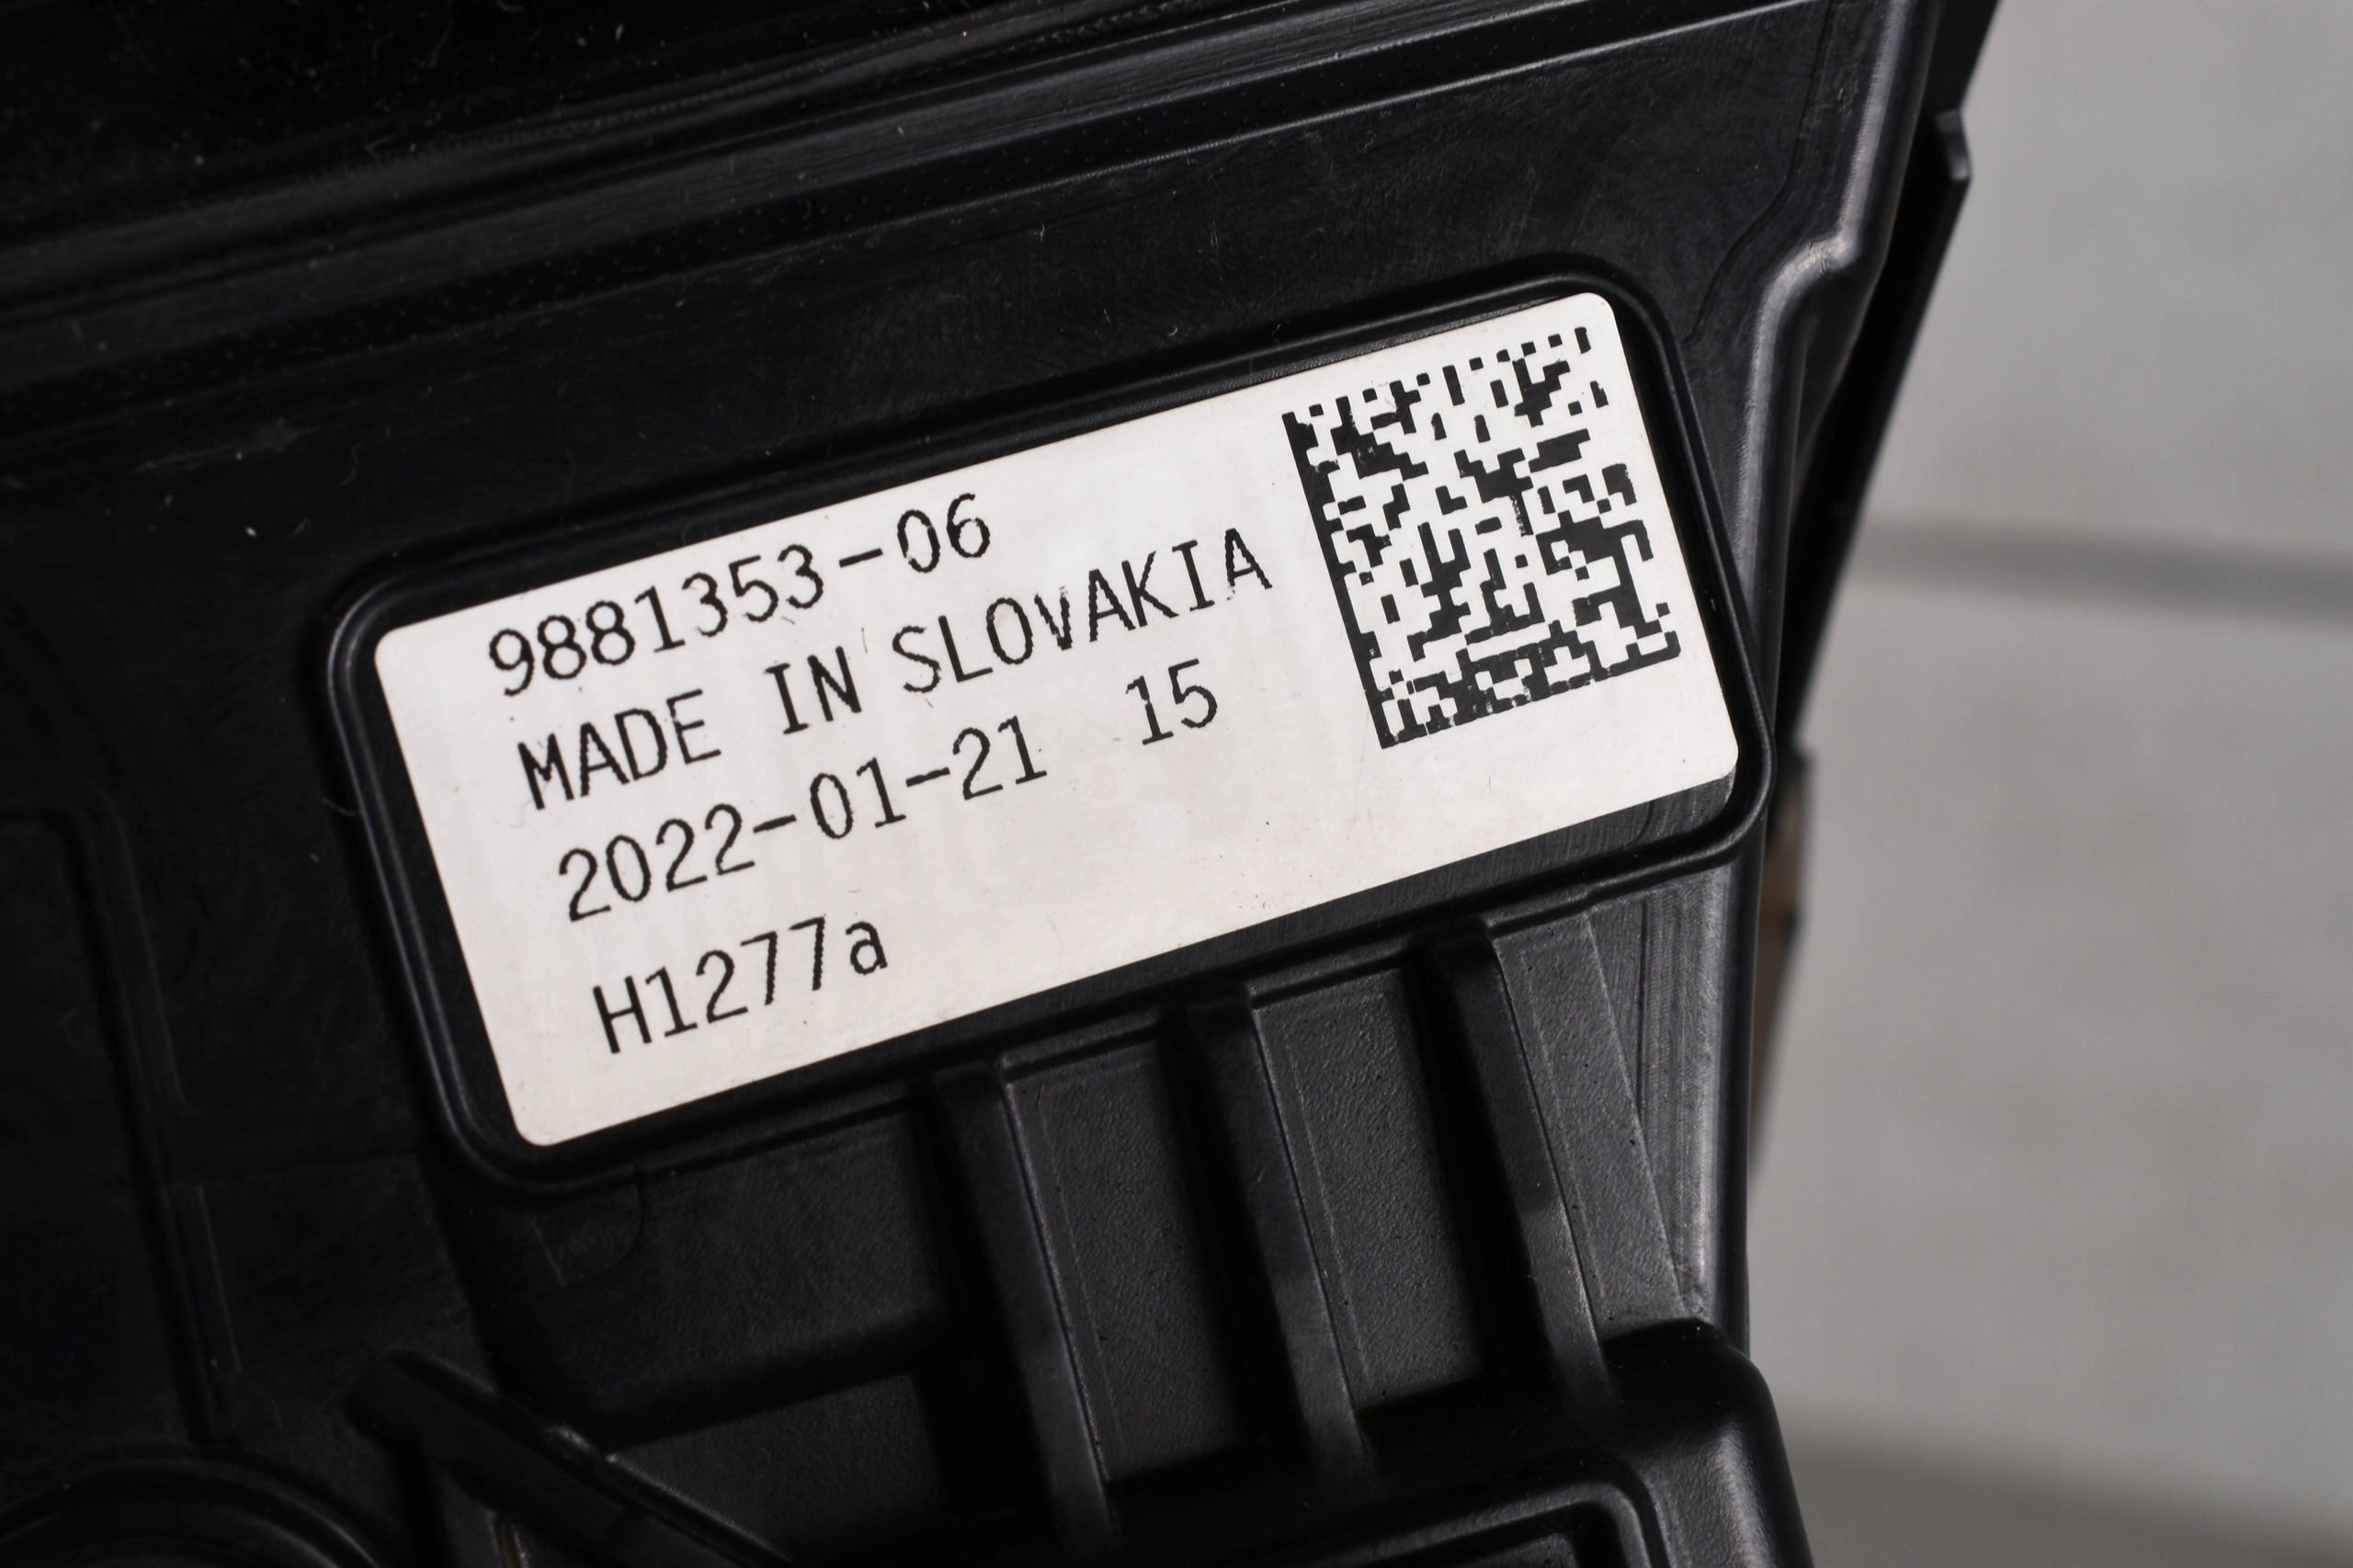 9881353-06
MADE IN SLOVAKIA
2022-01-21 15
H1277a